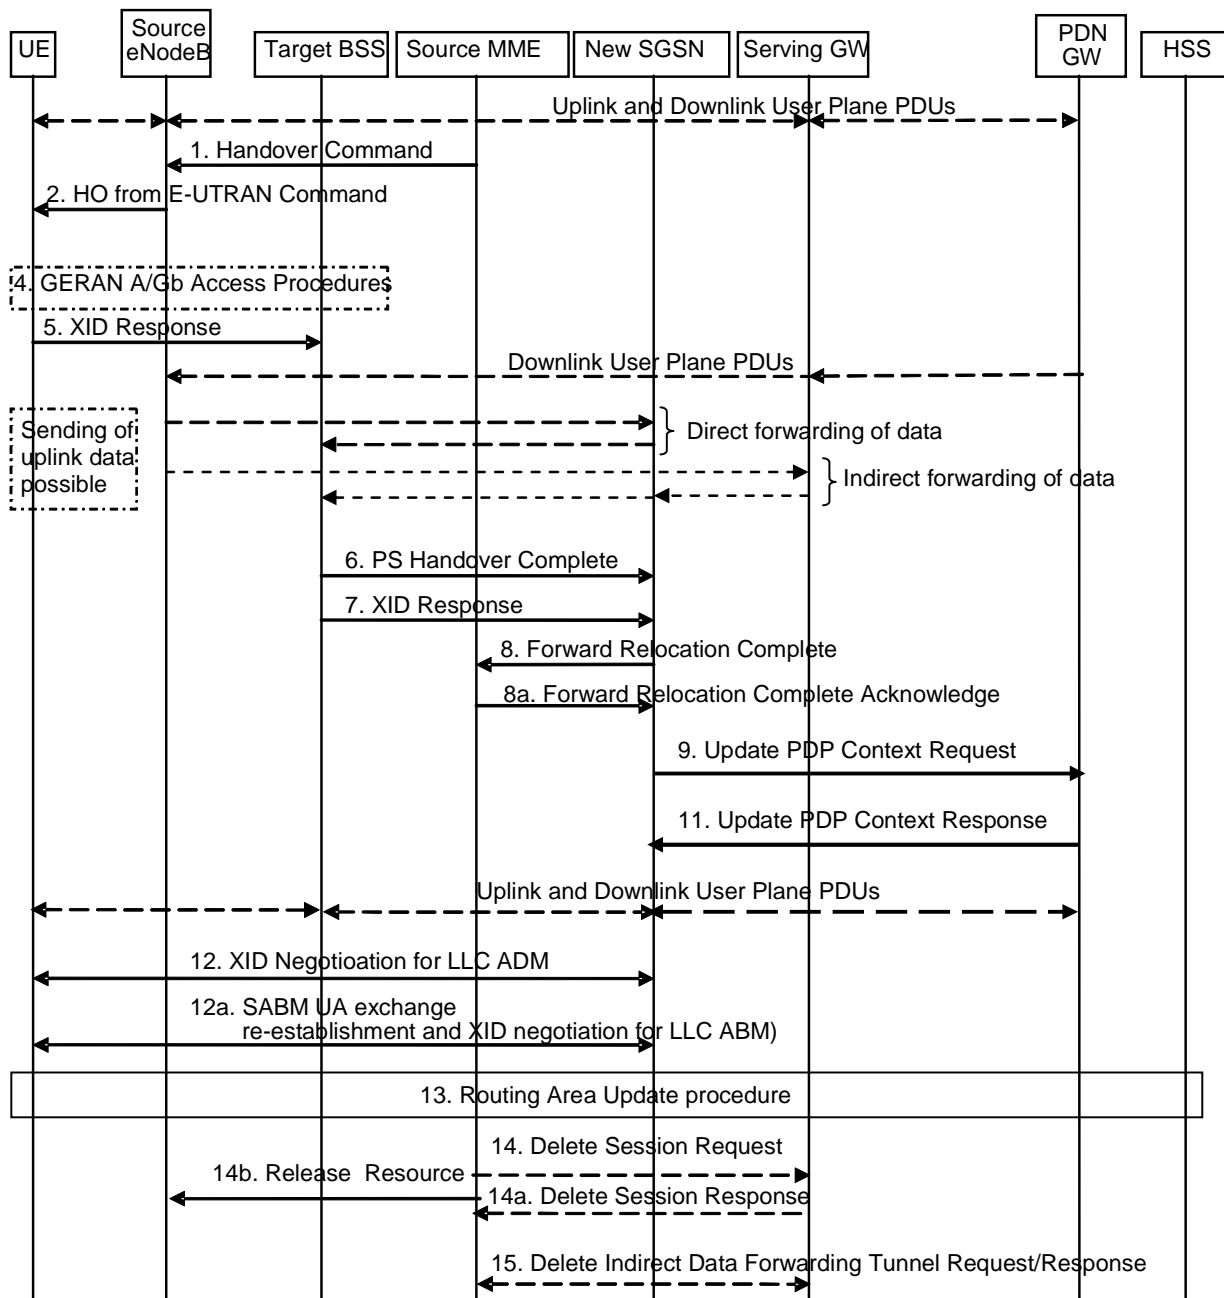 UE
Source
eNodeB
Target BSS
Source MME
New SGSN
Serving GW
PDN
GW
HSS
Uplink and Downlink User Plane PDUs
1. Handover Command
2. HO from E-UTRAN Command
4. GERAN A/Gb Access Procedures
5. XID Response
Downlink User Plane PDUs
Sending of
uplink data
possible
Direct forwarding of data
Indirect forwarding of data
6. PS Handover Complete
7. XID Response
8. Forward Relocation Complete
8a. Forward Relocation Complete Acknowledge
9. Update PDP Context Request
11. Update PDP Context Response
Uplink and Downlink User Plane PDUs
12. XID Negotioation for LLC ADM
12a. SABM UA exchange
re-establishment and XID negotiation for LLC ABM)
13. Routing Area Update procedure
14. Delete Session Request
14b. Release Resource
14a. Delete Session Response
15. Delete Indirect Data Forwarding Tunnel Request/Response